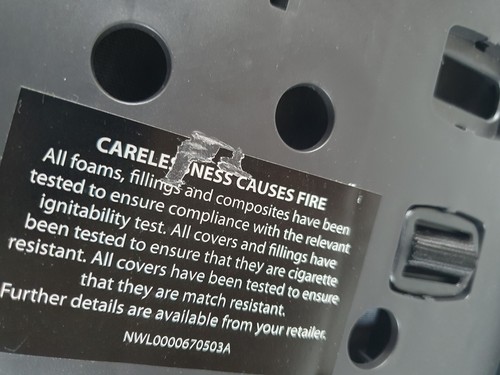 CARELESSNESS CAUSES FIRE
All foams, fillings and composites have been
tested to ensure compliance with the relevant
ignitability test. All covers and fillings have
been tested to ensure that they are cigarette
resistant. All covers have been tested to ensure
that they are match resistant.
Further details are available from your retailer.
NWL0000670503A